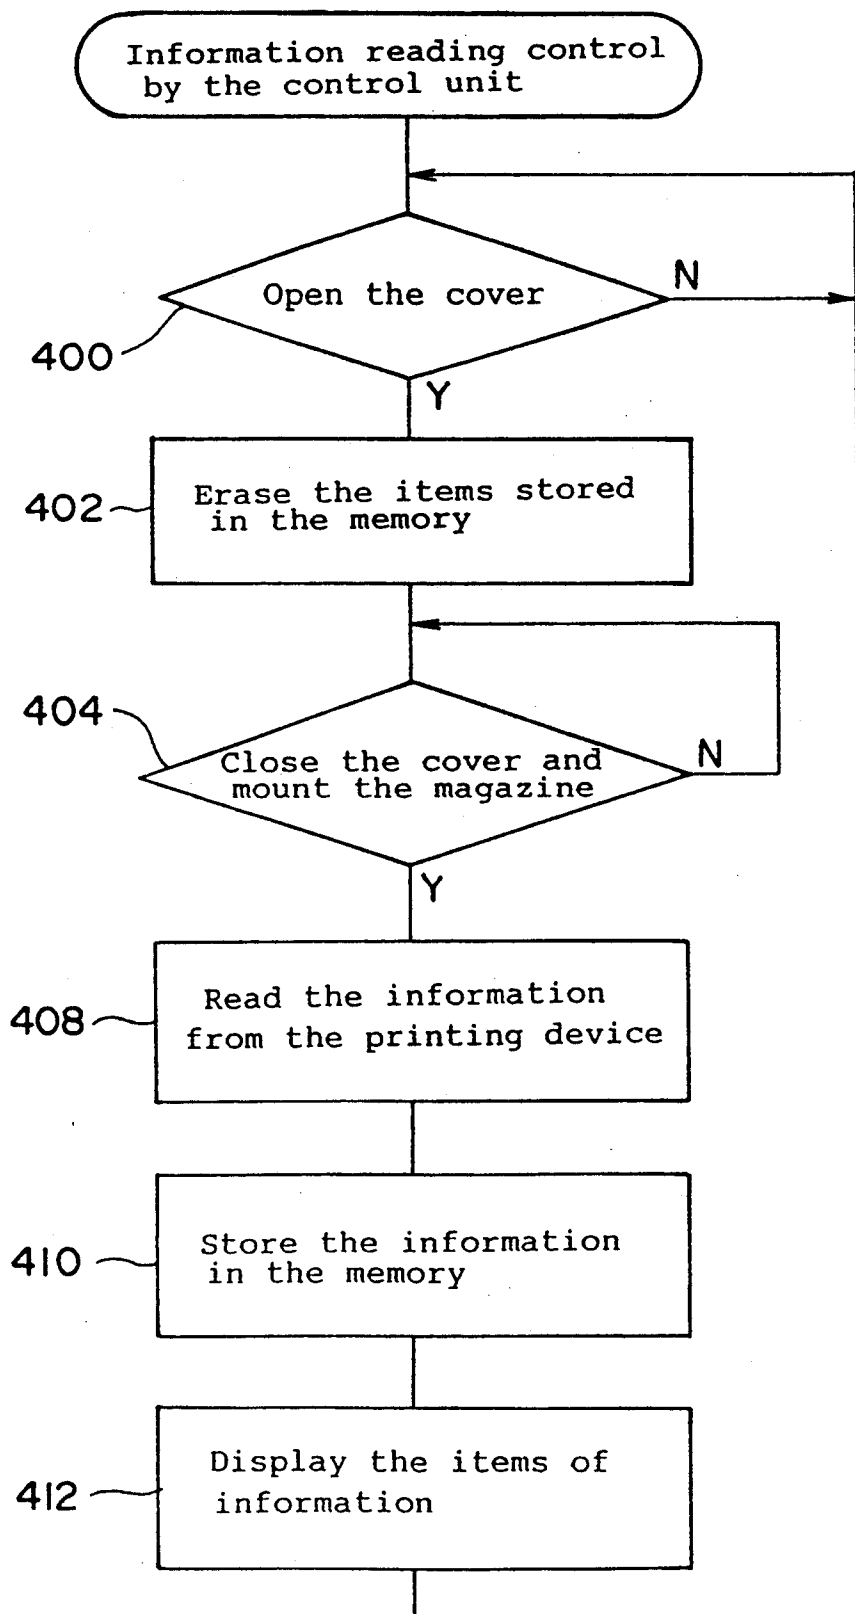 Information reading control
by the control unit
Open the cover
N
400
Y
402
Erase the items stored
in the memory
404
Close the cover and
mount the magazine
N
Y
408
Read the information
from the printing device
410
Store the information
in the memory
412
Display the items of
information